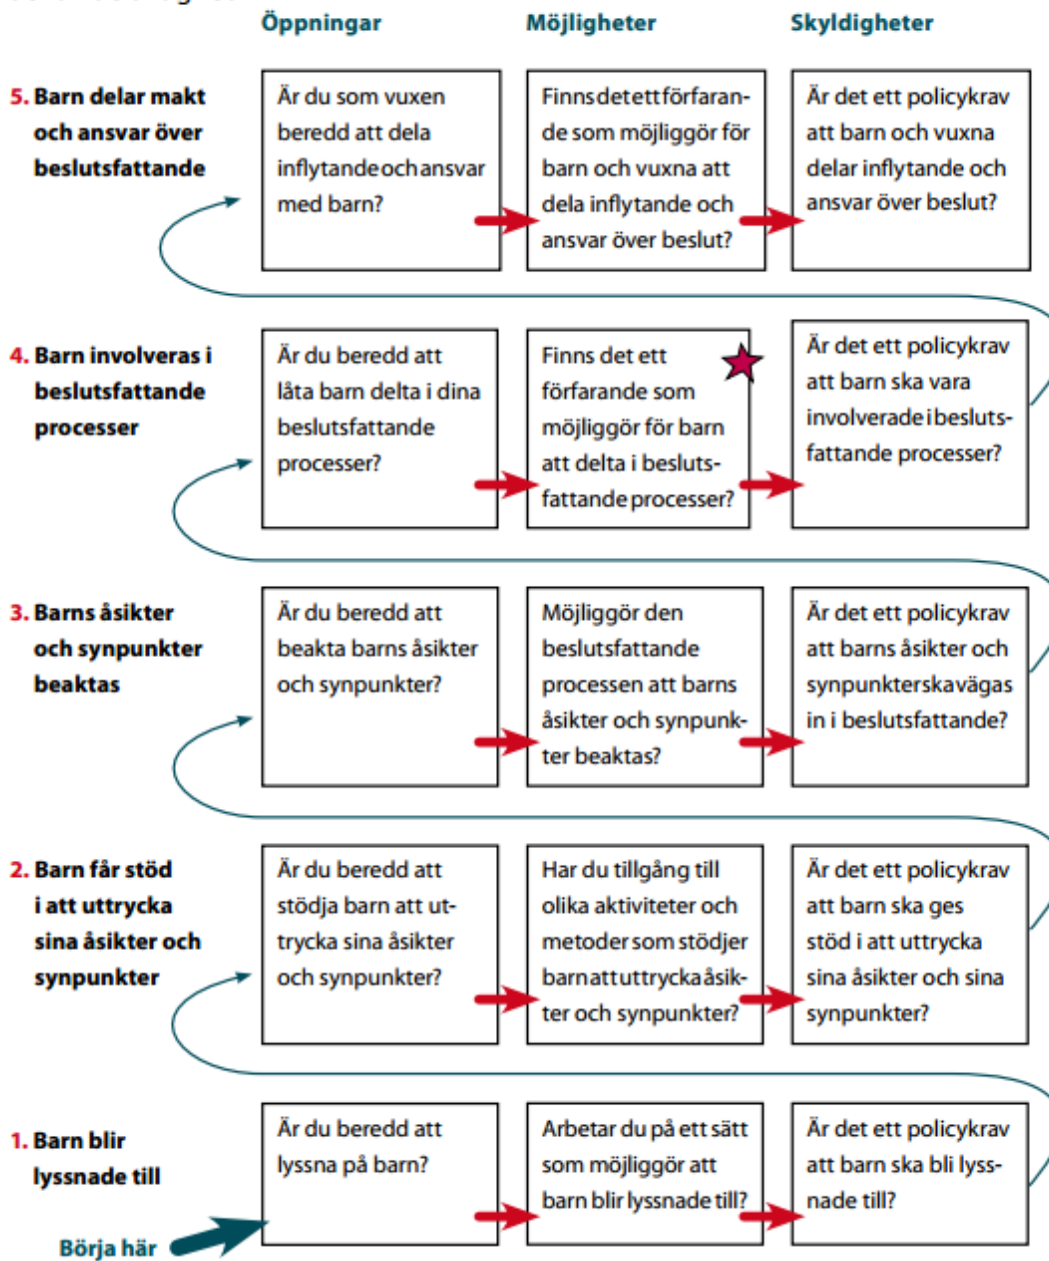 Öppningar
Möjligheter
Skyldigheter
5. Barn delar makt
och ansvar över
beslutsfattande
Är du som vuxen
beredd att dela
inflytande och ansvar
med barn?
Finns det ett förfaran-
de som möjliggör för
barn och vuxna att
dela inflytande och
ansvar över beslut?
Är det ett policykrav
att barn och vuxna
delar inflytande och
ansvar över beslut?
4. Barn involveras i
beslutsfattande
processer
Är du beredd att
låta barn delta i dina
beslutsfattande
processer?
Finns det ett
förfarande som
möjliggör för barn
att delta i besluts-
fattande processer?
Är det ett policykrav
att barn ska vara
involverade i besluts-
fattande processer?
3. Barns åsikter
och synpunkter
beaktas
Är du beredd att
beakta barns åsikter
och synpunkter?
Möjliggör den
beslutsfattande
processen att barns
åsikter och synpunk-
ter beaktas?
Är det ett policykrav
att barns åsikter och
synpunkter ska vägas
in i beslutsfattande?
2. Barn får stöd
i att uttrycka
sina åsikter och
synpunkter
Är du beredd att
stödja barn att ut-
trycka sina åsikter
och synpunkter?
Har du tillgång till
olika aktiviteter och
metoder som stödjer
barn att uttrycka åsik-
ter och synpunkter?
Är det ett policykrav
att barn ska ges
stöd i att uttrycka
sina åsikter och sina
synpunkter?
1. Barn blir
lyssnade till
Är du beredd att
lyssna på barn?
Arbetar du på ett sätt
som möjliggör att
barn blir lyssnade till?
Är det ett policykrav
att barn ska bli lyss-
nade till?
Börja här